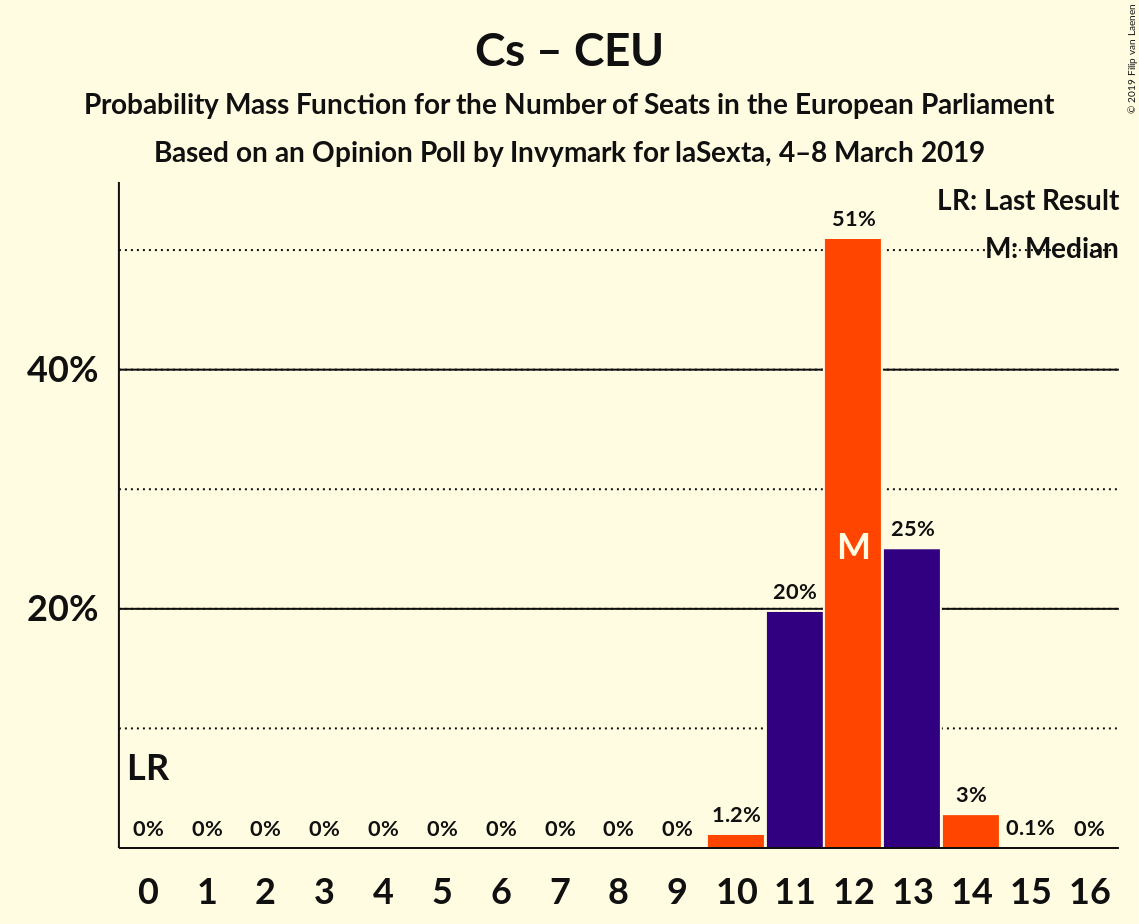 Cs – CEU
Probability Mass Function for the Number of Seats in the European Parliament
Based on an Opinion Poll by Invymark for laSexta, 4–8 March 2019
© 2019 Filip van Laenen
LR: Last Result
M: Median
51%
40%
25%
M
20%
20%
LR
3%
1.2%
0% 0% 0% 0% 0% 0% 0% 0% 0% 0% 0.1% 0%
0 1 2 3 4 5 6 7 8 9 10 11 12 13 14 15 16